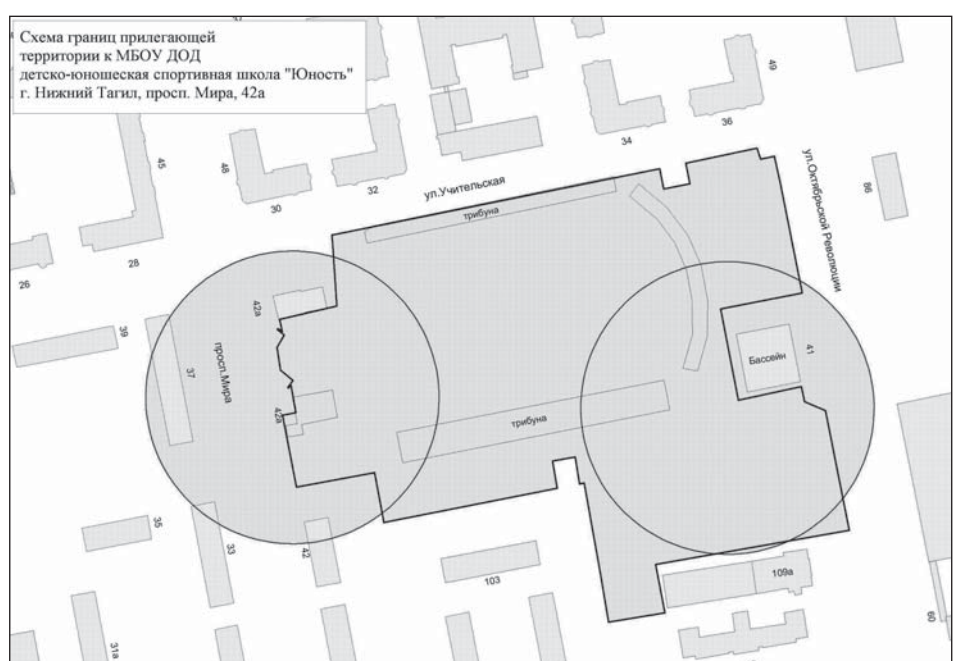 Схема границ прилегающей
территории к МБОУ ДОД
детско-юношеская спортивная школа "Юность"
г. Нижний Тагил, просп. Мира, 42а
49
36
34
45
48
32
30
28
26
ул.Учительская
трибуна
ул.Октябрьской Революции
86
42а
39
37
просп.Мира
42а
Бассейн
41
трибуна
35
33
42
103
109а
60
31а